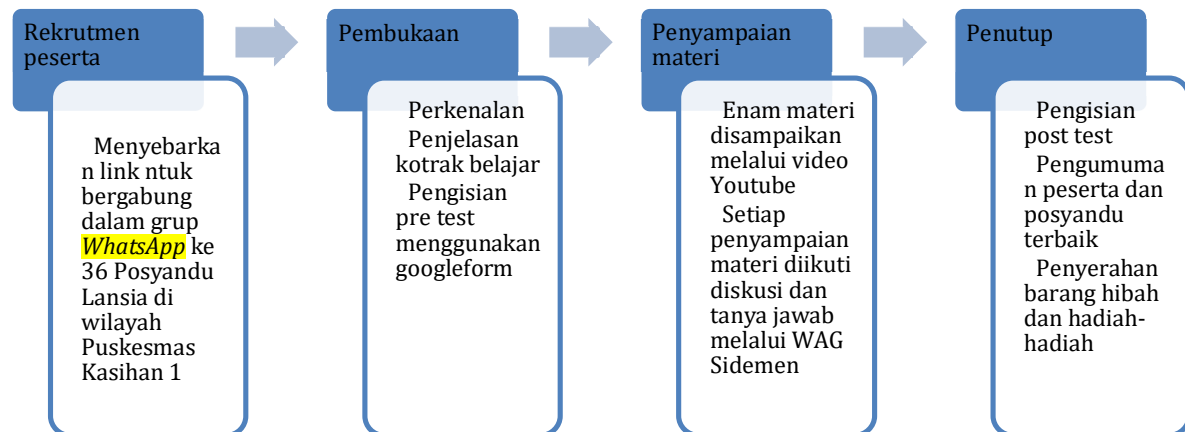 Rekrutmen
peserta
Menyebarka
n link ntuk
bergabung
dalam grup
WhatsApp ke
36 Posyandu
Lansia di
wilayah
Puskesmas
Kasihan 1
Pembukaan
Perkenalan
Penjelasan
kotrak belajar
Pengisian
pre test
menggunakan
googleform
Penyampaian
materi
Enam materi
disampaikan
melalui video
Youtube
Setiap
penyampaian
materi diikuti
diskusi dan
tanya jawab
melalui WAG
Sidemen
Penutup
Pengisian
post test
Pengumuma
n peserta dan
posyandu
terbaik
Penyerahan
barang hibah
dan hadiah-
hadiah